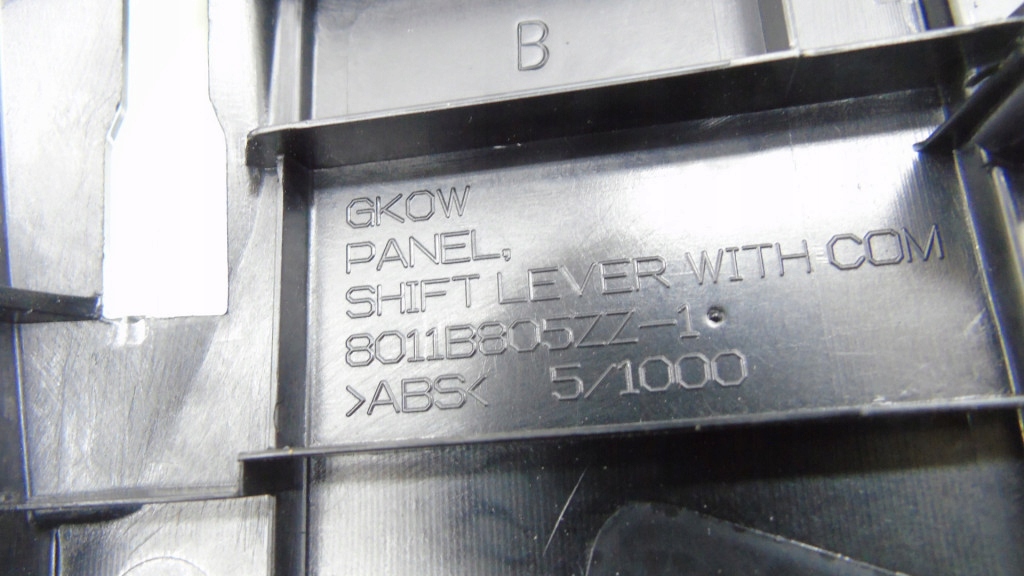 B
GKOW
PANEL,
SHIFT LEVER WITH COM
8011B805ZZ-1
>ABS< 5/1000